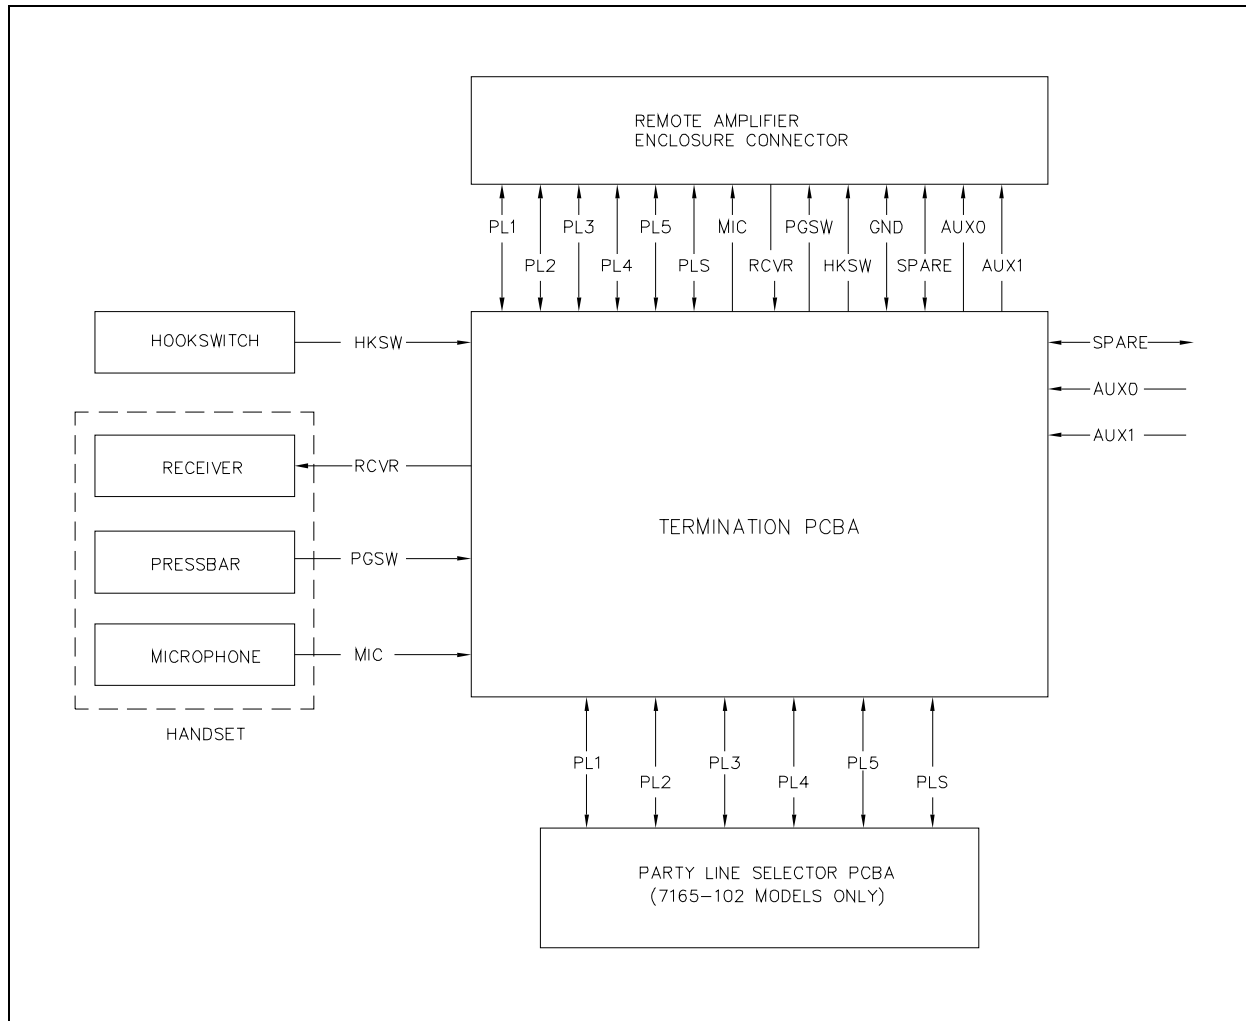 REMOTE AMPLIFIER
ENCLOSURE CONNECTOR
PL1 PL3 PL5 MIC PGSW GND AUX0
PL2 PL4 PLS RCVR HKSW SPARE AUX1
HOOKSWITCH HKSW SPARE
AUX0
AUX1
RECEIVER RCVR
TERMINATION PCBA
PRESSBAR PGSW
MICROPHONE MIC
HANDSET
PL1 PL3 PL5
PL2 PL4 PLS
PARTY LINE SELECTOR PCBA
(7165-102 MODELS ONLY)